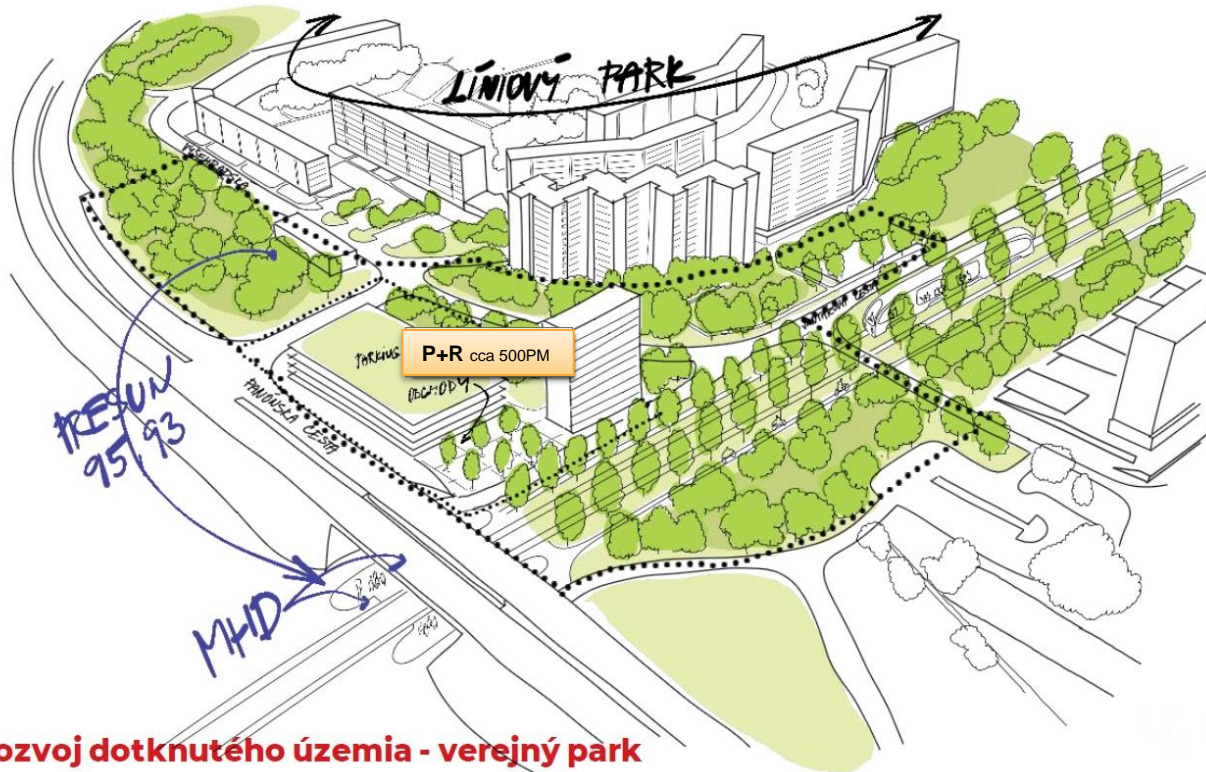 LÍNIOVÝ PARK
PARKING
P+R cca 500PM
OBCHODY
PANÓNSKA CESTA
PRESUN
95, 93
MHD
ozvoj dotknutého územia - verejný park